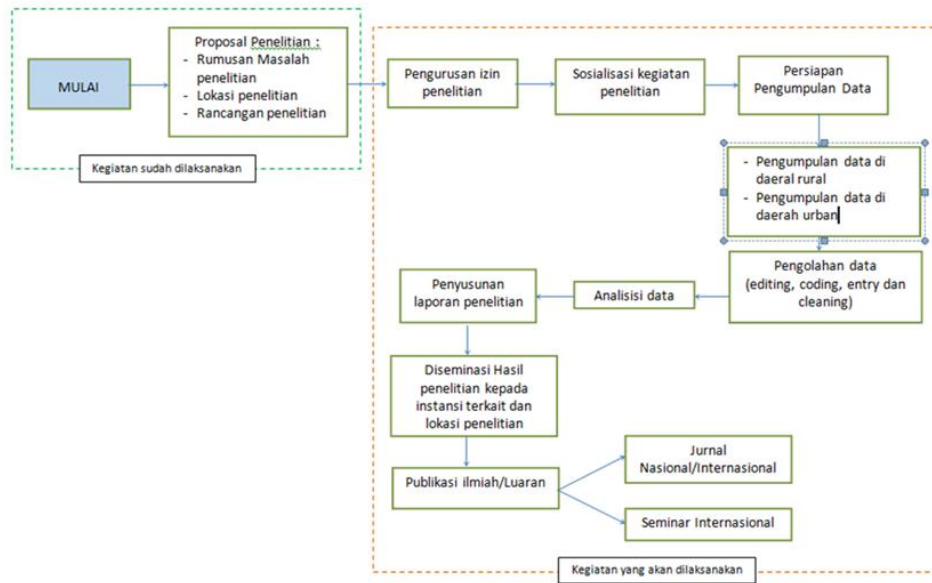 MULAI
Proposal Penelitian :
- Rumusan Masalah
penelitian
- Lokasi penelitian
- Rancangan penelitian
Kegiatan sudah dilaksanakan
Pengurusan izin
penelitian
Sosialisasi kegiatan
penelitian
Persiapan
Pengumpulan Data
- Pengumpulan data di
daeral rural
- Pengumpulan data di
daerah urban
Pengolahan data
(editing, coding, entry dan
cleaning)
Analisisi data
Penyusunan
laporan penelitian
Diseminasi Hasil
penelitian kepada
instansi terkait dan
lokasi penelitian
Publikasi ilmiah/Luaran
Jurnal
Nasional/Internasional
Seminar Internasional
Kegiatan yang akan dilaksanakan